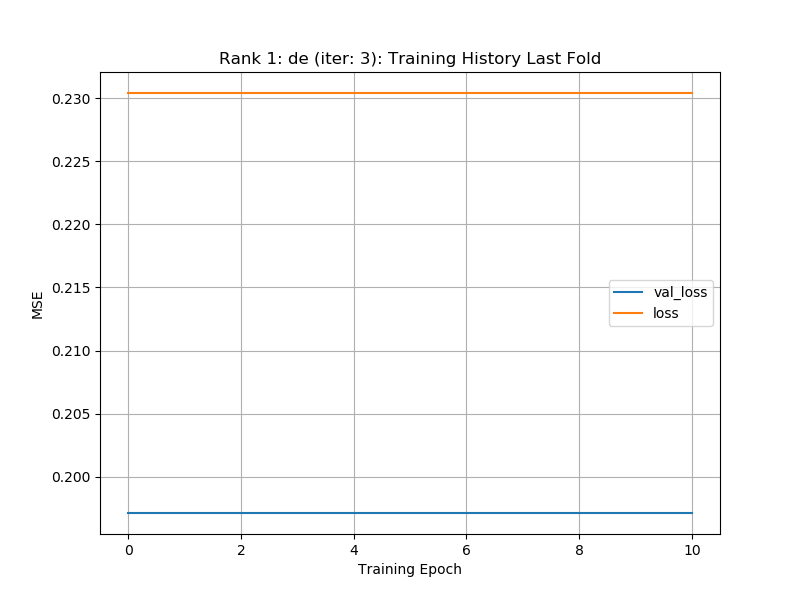 Rank 1: de (iter: 3): Training History Last Fold
MSE
0.230
0.225
0.220
0.215
0.210
0.205
0.200
val_loss
loss
0 2 4 6 8 10
Training Epoch